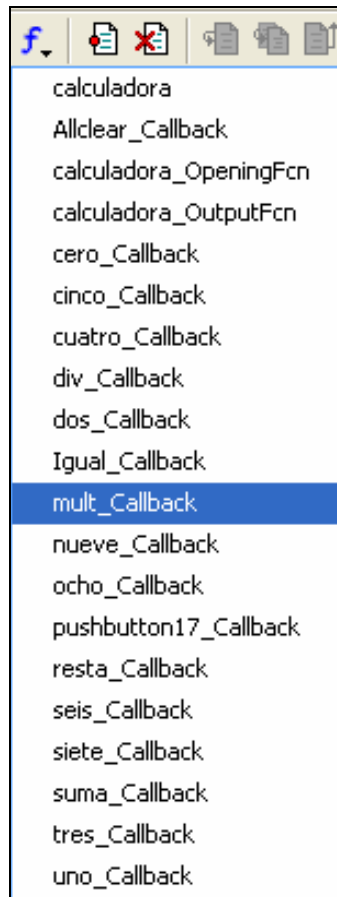 f
calculadora
Allclear_Callback
calculadora_OpeningFcn
calculadora_OutputFcn
cero_Callback
cinco_Callback
cuatro_Callback
div_Callback
dos_Callback
Igual_Callback
mult_Callback
nueve_Callback
ocho_Callback
pushbutton17_Callback
resta_Callback
seis_Callback
siete_Callback
suma_Callback
tres_Callback
uno_Callback